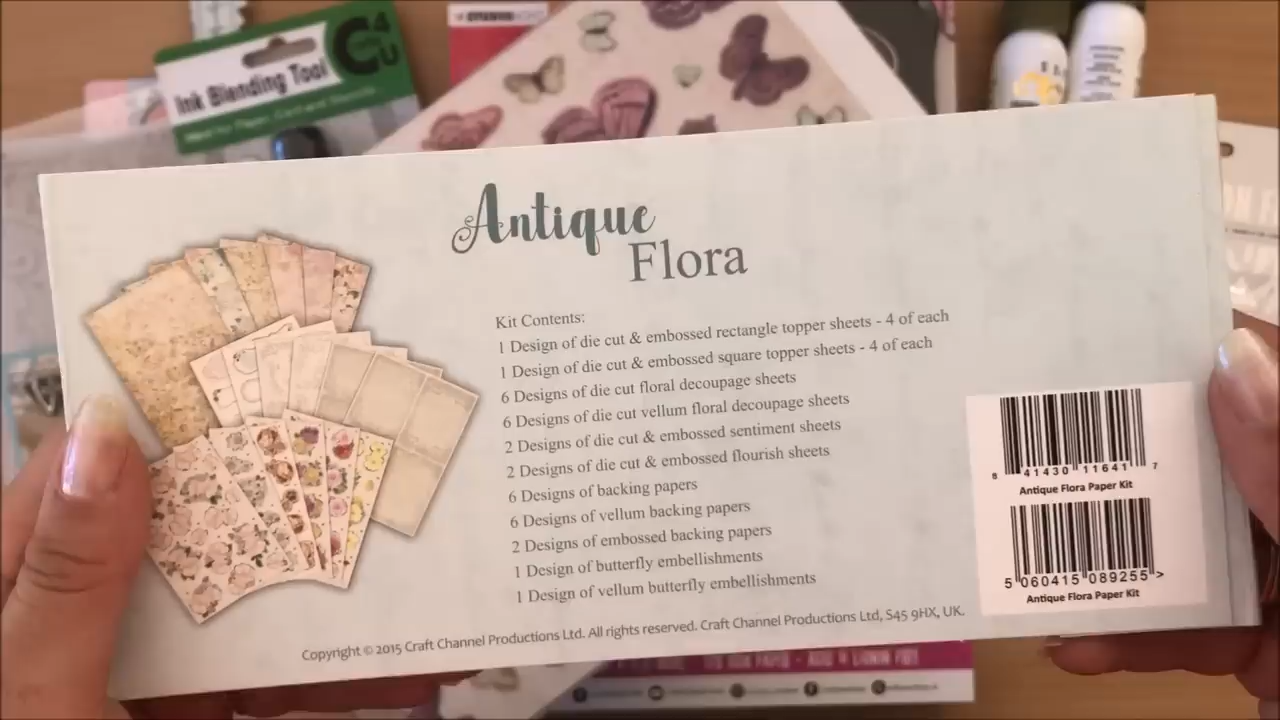 STUDIO
C4U
Ink Blending Tool
Antique
Flora
Kit Contents:
1 Design of die cut & embossed rectangle topper sheets - 4 of each
1 Design of die cut & embossed square topper sheets - 4 of each
6 Designs of die cut floral decoupage sheets
6 Designs of die cut vellum floral decoupage sheets
2 Designs of die cut & embossed sentiment sheets
2 Designs of die cut & embossed flourish sheets
6 Designs of backing papers
6 Designs of vellum backing papers
2 Designs of embossed backing papers
1 Design of butterfly embellishments
1 Design of vellum butterfly embellishments
6 41430 11641 7
Antique Flora Paper Kit
5 060415 089255 >
Antique Flora Paper Kit
Copyright © 2015 Craft Channel Productions Ltd. All rights reserved. Craft Channel Productions Ltd, S45 9HX, UK.